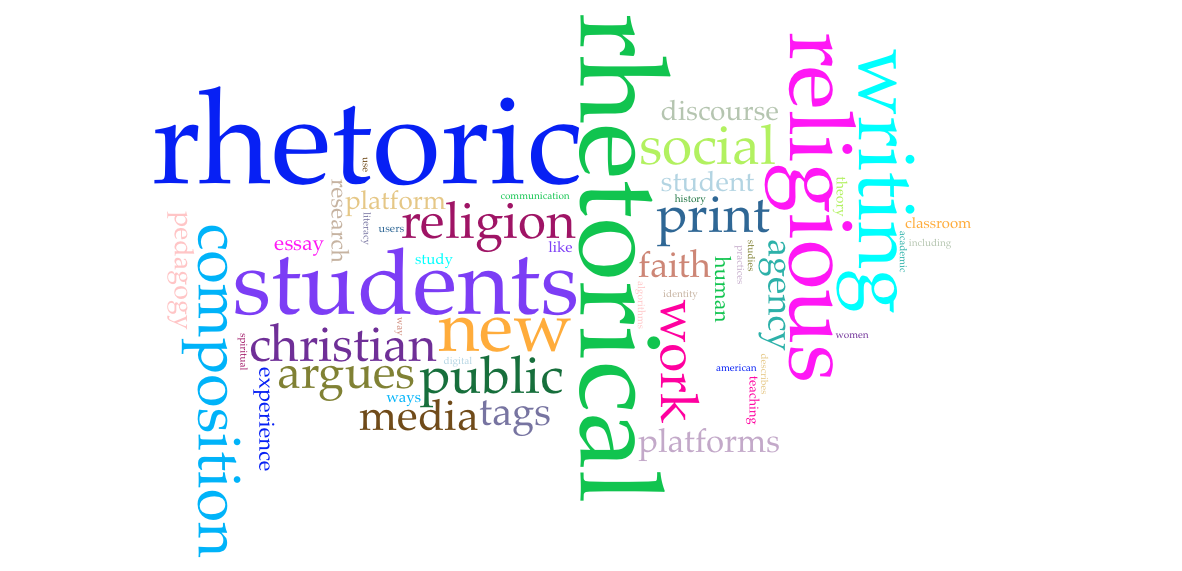 rhetoric
rhetorical
religious
writing
discourse
social
use
research
platform
communication
student
history
print
theory
pedagogy
literacy
users
religion
classroom
composition
essay
like
study
students
faith
human
studies
practices
agency
academic
including
algorithms
identity
new
work
way
spiritual
christian
digital
women
experience
argues
public
american
describes
teaching
ways
media
tags
platforms